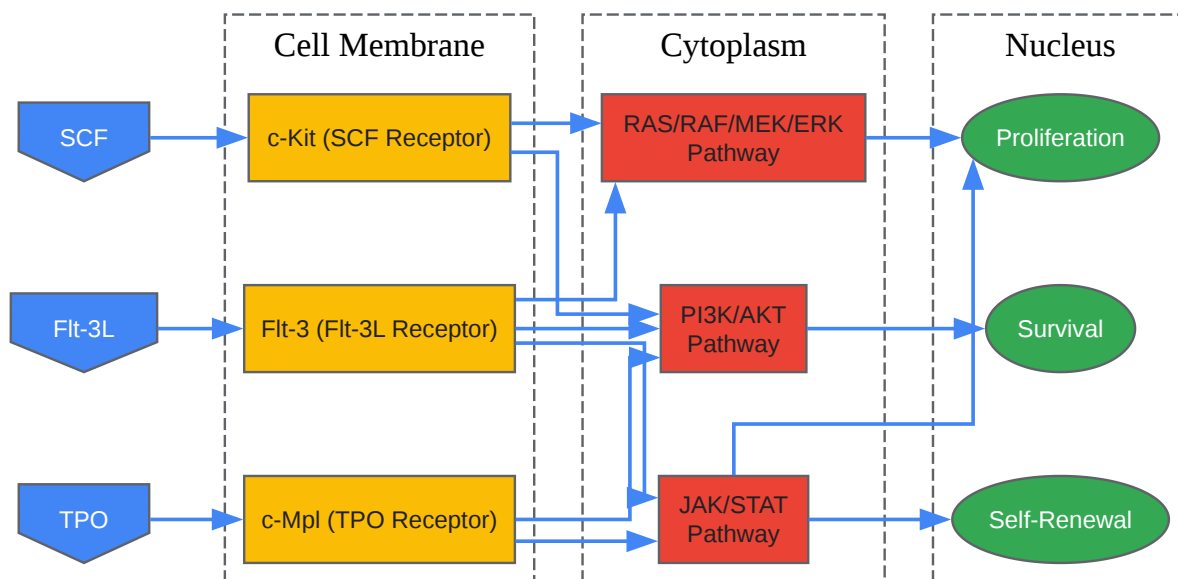 Cell Membrane
Cytoplasm
Nucleus
SCF
c-Kit (SCF Receptor)
RAS/RAF/MEK/ERK
Pathway
Proliferation
Flt-3L
Flt-3 (Flt-3L Receptor)
PI3K/AKT
Pathway
Survival
TPO
c-Mpl (TPO Receptor)
JAK/STAT
Pathway
Self-Renewal